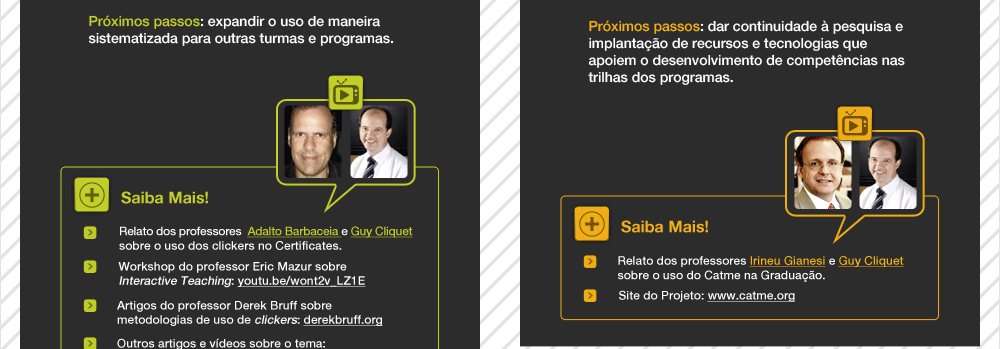 Próximos passos: expandir o uso de maneira
sistematizada para outras turmas e programas.
Saiba Mais!
Relato dos professores Adalto Barbaceia e Guy Cliquet
sobre o uso dos clickers no Certificates.
Workshop do professor Eric Mazur sobre
Interactive Teaching: youtu.be/wont2v_LZ1E
Artigos do professor Derek Bruff sobre
metodologias de uso de clickers: derekbruff.org
Outros artigos e vídeos sobre o tema:
Próximos passos: dar continuidade à pesquisa e
implantação de recursos e tecnologias que
apoiem o desenvolvimento de competências nas
trilhas dos programas.
Saiba Mais!
Relato dos professores Irineu Gianesi e Guy Cliquet
sobre o uso do Catme na Graduação.
Site do Projeto: www.catme.org